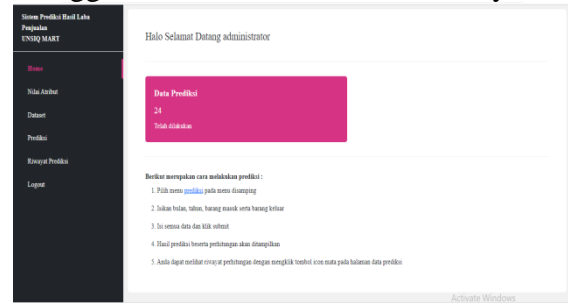 Sistem Prediksi Hasil Laba
Penjualan
UNSIQ MART
Home
Nilai Atribut
Dataset
Prediksi
Riwayat Prediksi
Logout
Halo Selamat Datang administrator
Data Prediksi
24
Telah dilakukan
Berikut merupakan cara melakukan prediksi :
1. Pilih menu prediksi pada menu disamping
2. Isikan bulan, tahun, barang masuk serta barang keluar
3. Isi semua data dan klik submit
4. Hasil prediksi beserta perhitungan akan ditampilkan
5. Anda dapat melihat riwayat perhitungan dengan mengklik tombol icon mata pada halaman data prediksi
Activate Windows